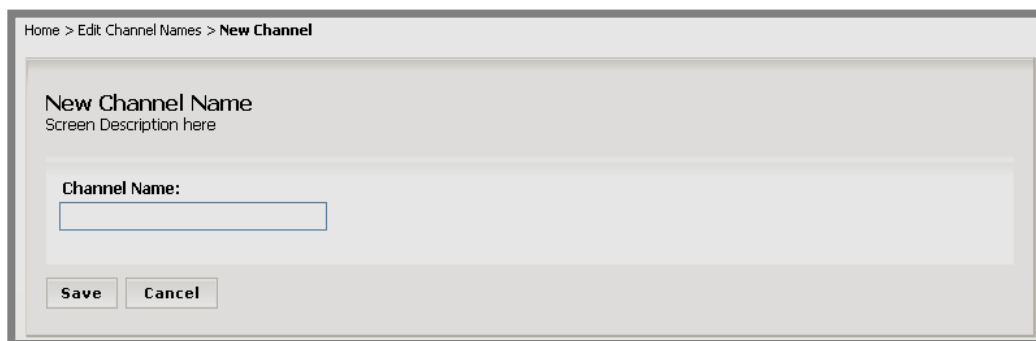 Home > Edit Channel Names > New Channel
New Channel Name
Screen Description here
Channel Name:
Save Cancel